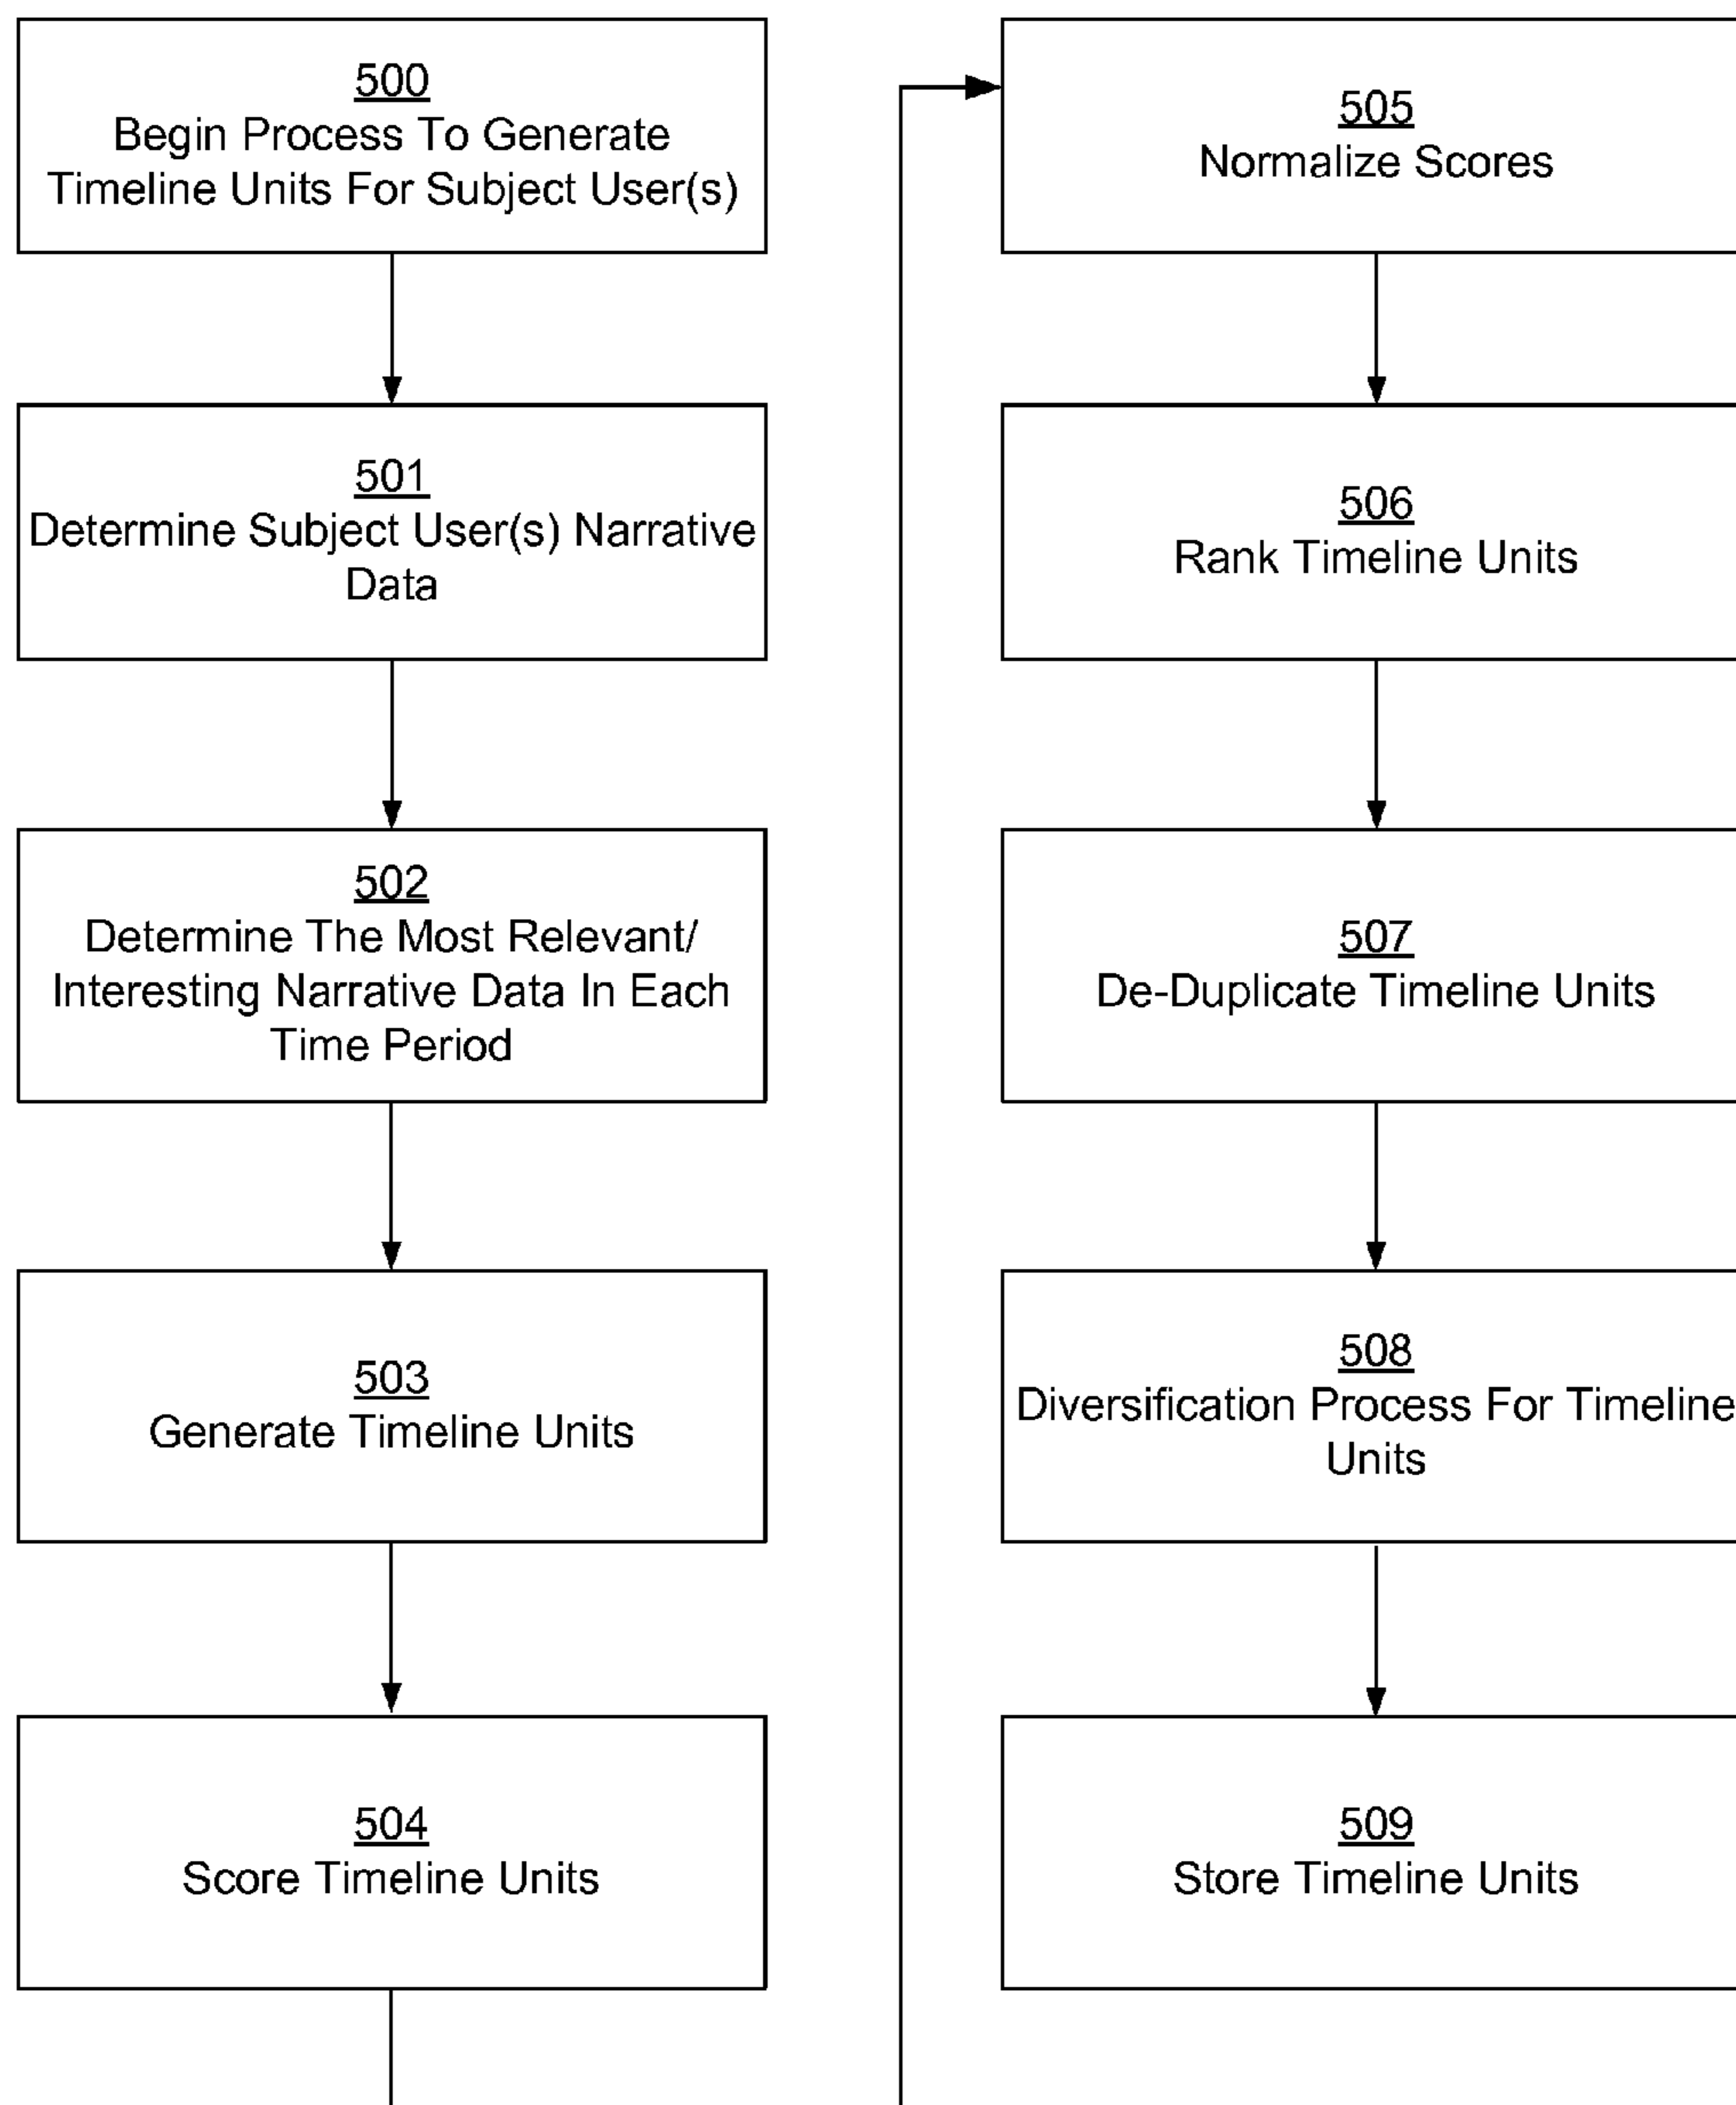 500
Begin Process To Generate
Timeline Units For Subject User(s)
501
Determine Subject User(s) Narrative
Data
502
Determine The Most Relevant/
Interesting Narrative Data In Each
Time Period
503
Generate Timeline Units
504
Score Timeline Units
505
Normalize Scores
506
Rank Timeline Units
507
De-Duplicate Timeline Units
508
Diversification Process For Timeline
Units
509
Store Timeline Units